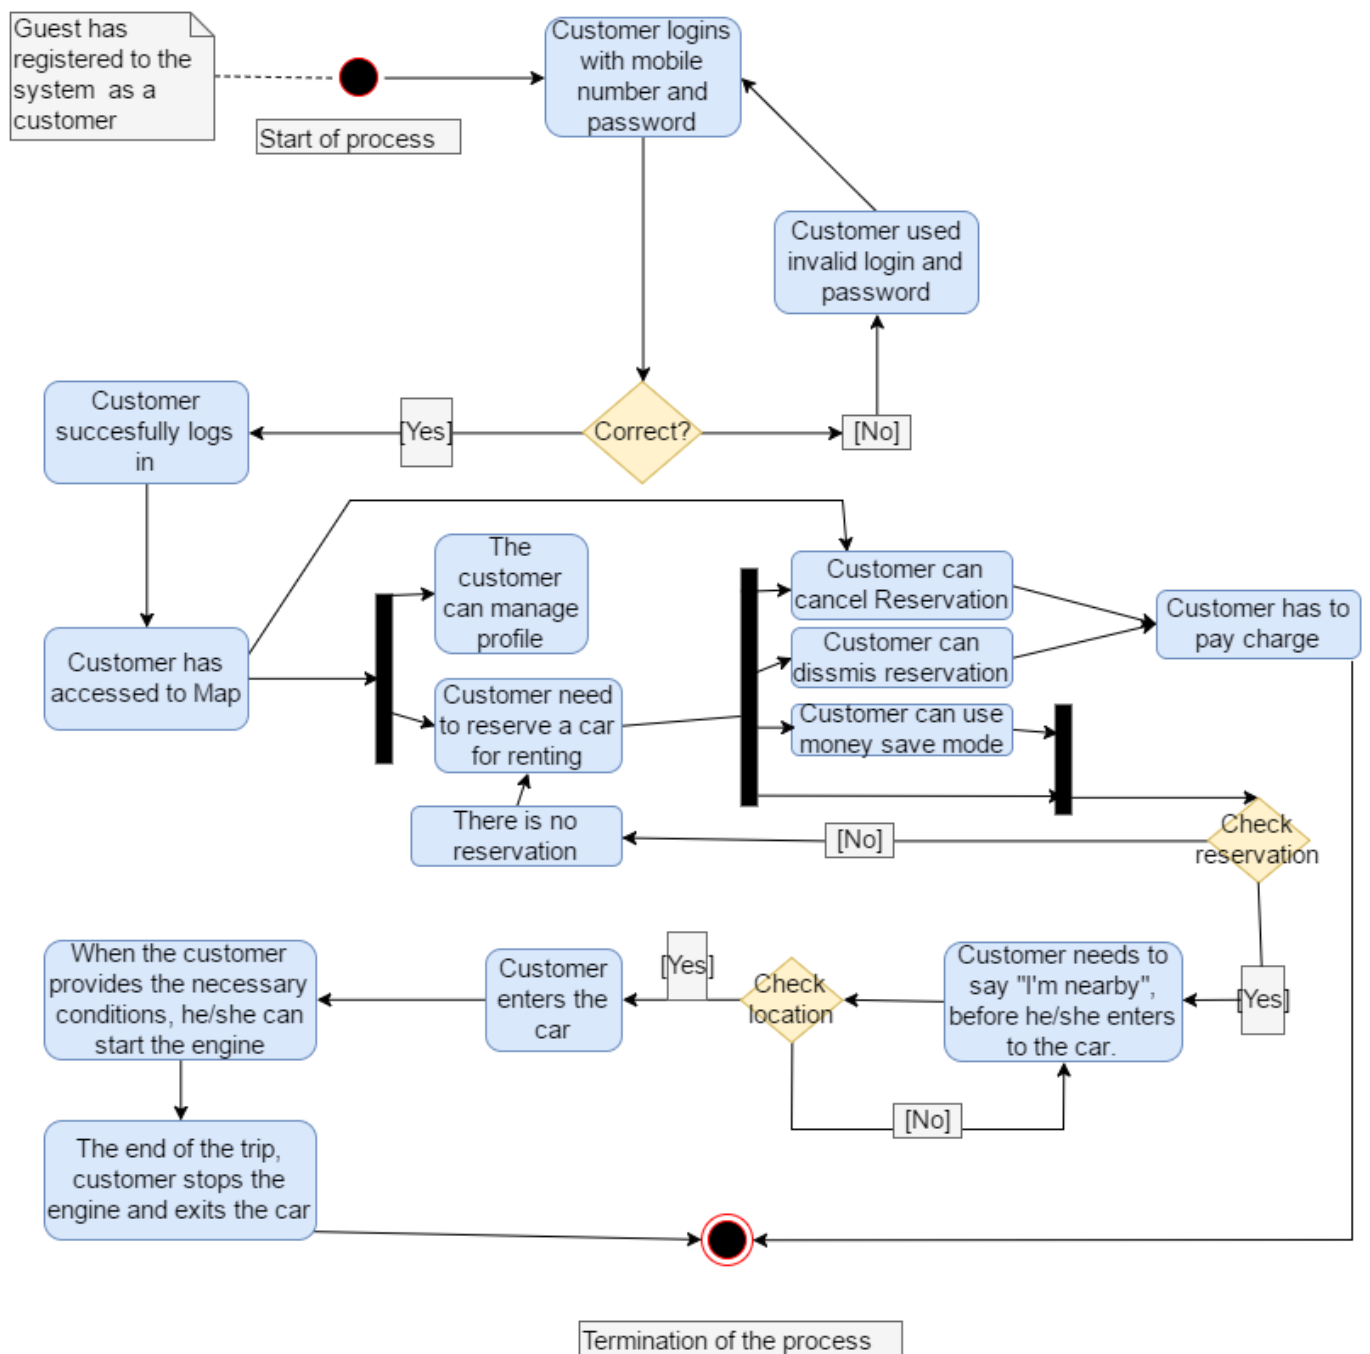 Guest has
registered to the
system as a
customer
Start of process
Customer logins
with mobile
number and
password
Customer used
invalid login and
password
Customer
succesfully logs
in
[Yes]
Correct?
[No]
The
customer
can manage
profile
Customer can
cancel Reservation
Customer has to
pay charge
Customer has
accessed to Map
Customer can
dissmis reservation
Customer need
to reserve a car
for renting
Customer can use
money save mode
There is no
reservation
[No]
Check
reservation
When the customer
provides the necessary
conditions, he/she can
start the engine
Customer
enters the
car
[Yes]
Check
location
Customer needs to
say "I'm nearby",
before he/she enters
to the car.
[Yes]
[No]
The end of the trip,
customer stops the
engine and exits the car
Termination of the process